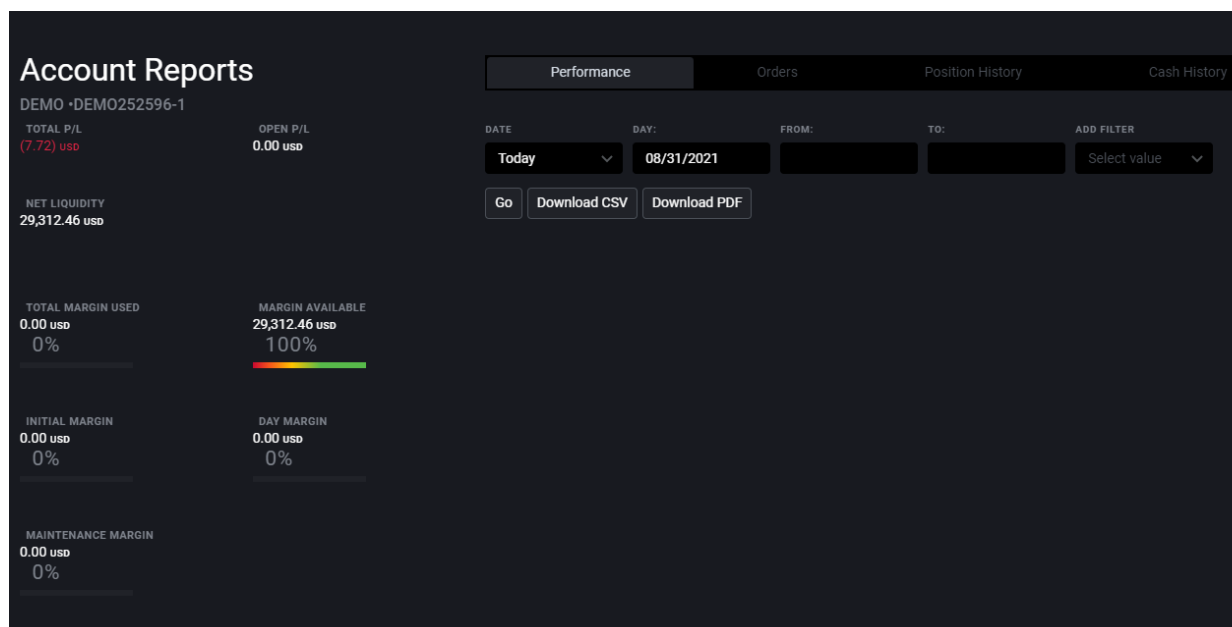 Account Reports
DEMO •DEMO252596-1
TOTAL P/L OPEN P/L
(7.72) USD 0.00 USD
NET LIQUIDITY
29,312.46 USD
TOTAL MARGIN USED MARGIN AVAILABLE
0.00 USD 29,312.46 USD
0% 100%
INITIAL MARGIN DAY MARGIN
0.00 USD 0.00 USD
0% 0%
MAINTENANCE MARGIN
0.00 USD
0%
Performance Orders Position History Cash History
DATE DAY: FROM: TO: ADD FILTER
Today 08/31/2021 Select value
Go Download CSV Download PDF